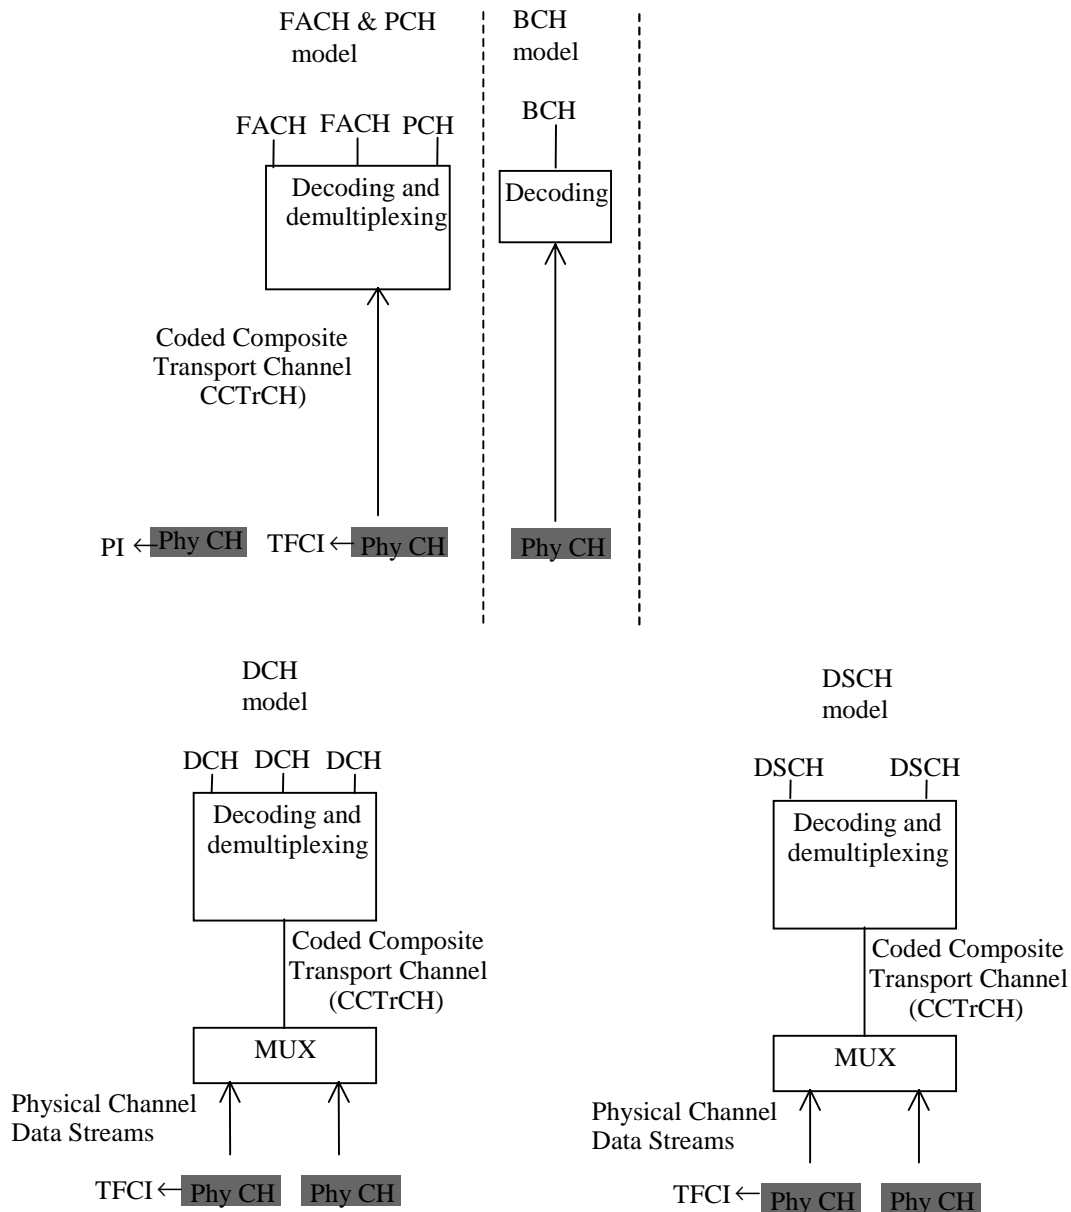 FACH & PCH
model
BCH
model
BCH
FACH FACH PCH
Decoding and
demultiplexing
Decoding
Coded Composite
Transport Channel
CCTrCH)
PI
Phy CH
TFCI
Phy CH
Phy CH
DCH
model
DSCH
model
DCH DCH DCH
DSCH DSCH
Decoding and
demultiplexing
Decoding and
demultiplexing
Coded Composite
Transport Channel
(CCTrCH)
Coded Composite
Transport Channel
(CCTrCH)
MUX
MUX
Physical Channel
Data Streams
Physical Channel
Data Streams
TFCI
Phy CH
Phy CH
TFCI
Phy CH
Phy CH